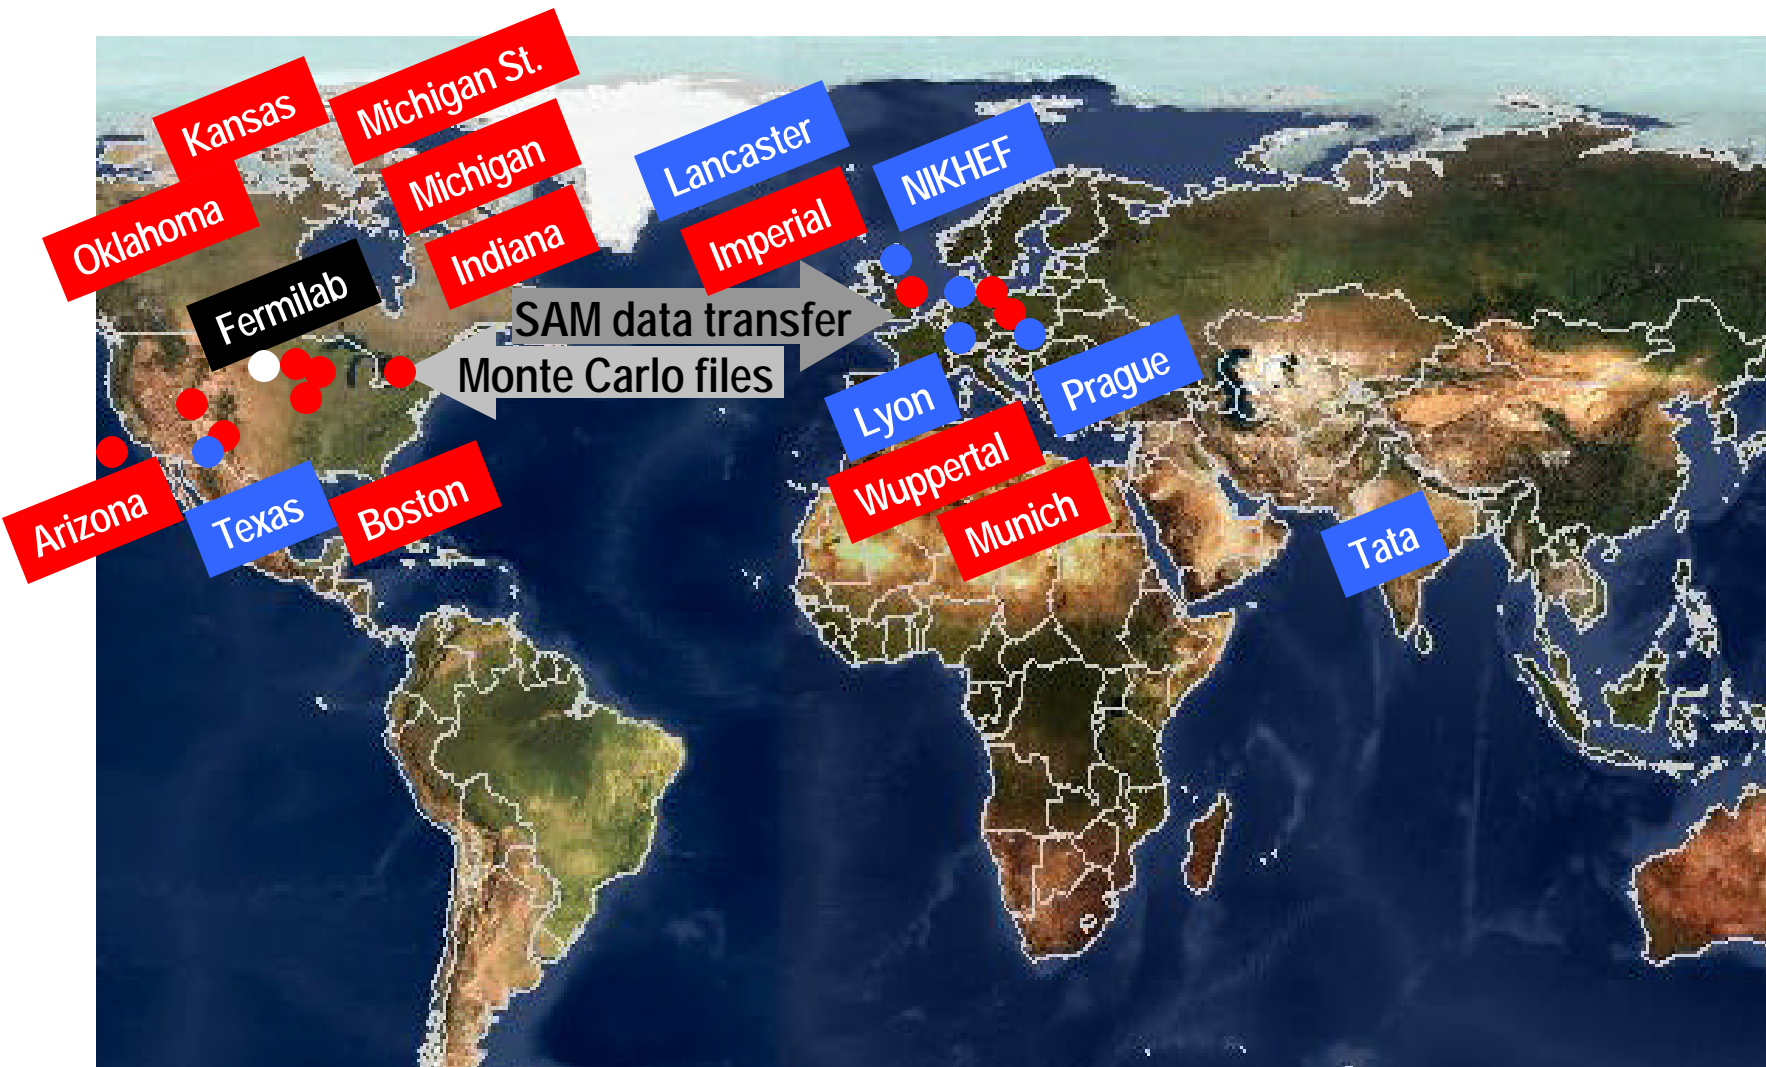 Kansas
Michigan St.
Oklahoma
Michigan
Lancaster
NIKHEF
Indiana
Imperial
Fermilab
SAM data transfer
Monte Carlo files
Lyon
Prague
Wuppertal
Arizona
Texas
Boston
Munich
Tata